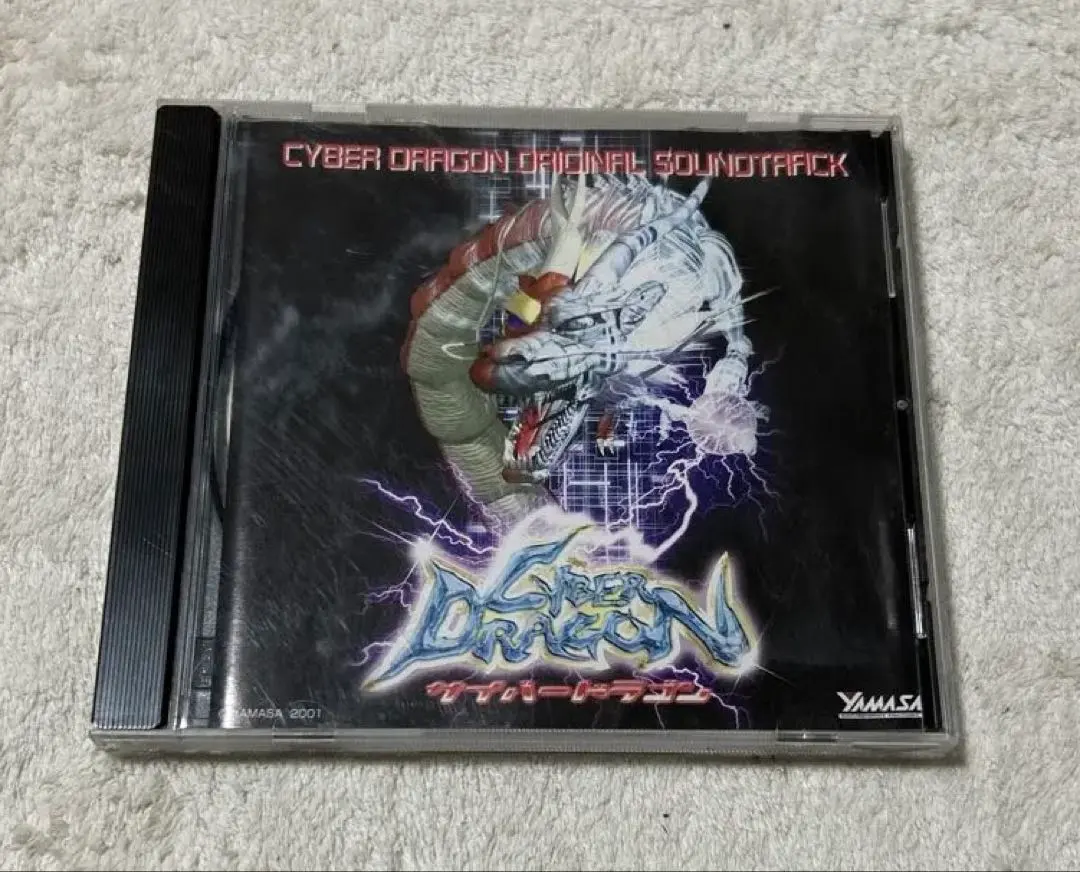 CYBER DRAGON ORIGINAL SOUNDTRACK
CYBER
DRAGON
サイバードラゴン
©YAMASA 2001
YAMASA